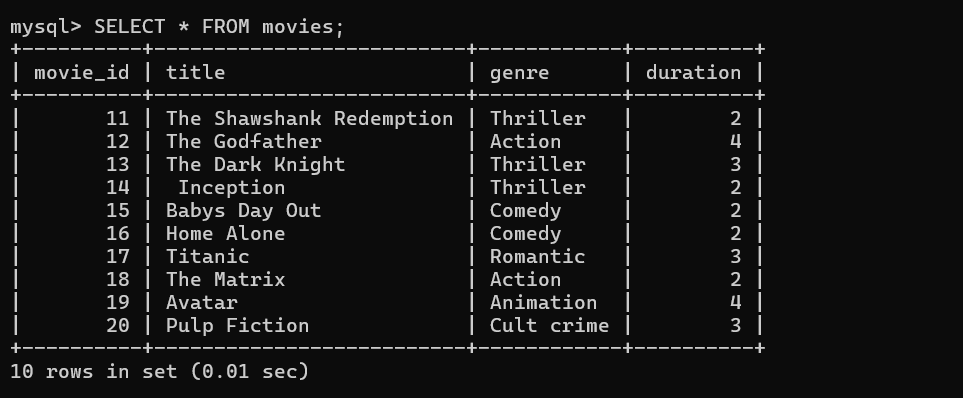 mysql> SELECT * FROM movies;
+----------+--------------------------+------------+----------+
| movie_id | title                    | genre      | duration |
+----------+--------------------------+------------+----------+
|       11 | The Shawshank Redemption | Thriller   |        2 |
|       12 | The Godfather            | Action     |        4 |
|       13 | The Dark Knight          | Thriller   |        3 |
|       14 |  Inception               | Thriller   |        2 |
|       15 | Babys Day Out            | Comedy     |        2 |
|       16 | Home Alone               | Comedy     |        2 |
|       17 | Titanic                  | Romantic   |        3 |
|       18 | The Matrix               | Action     |        2 |
|       19 | Avatar                   | Animation  |        4 |
|       20 | Pulp Fiction             | Cult crime |        3 |
+----------+--------------------------+------------+----------+
10 rows in set (0.01 sec)